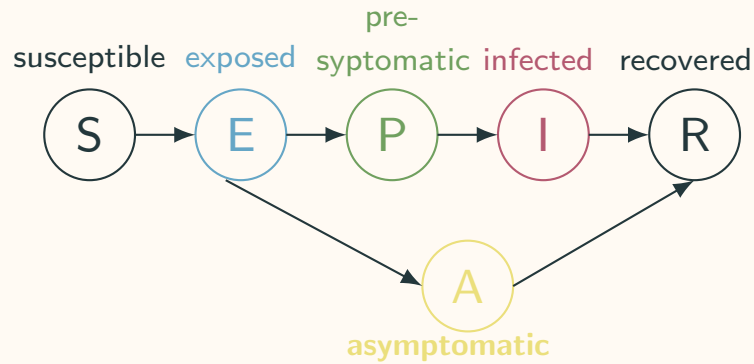 pre-
susceptible exposed syptomatic infected recovered
S E P I R
A
asymptomatic